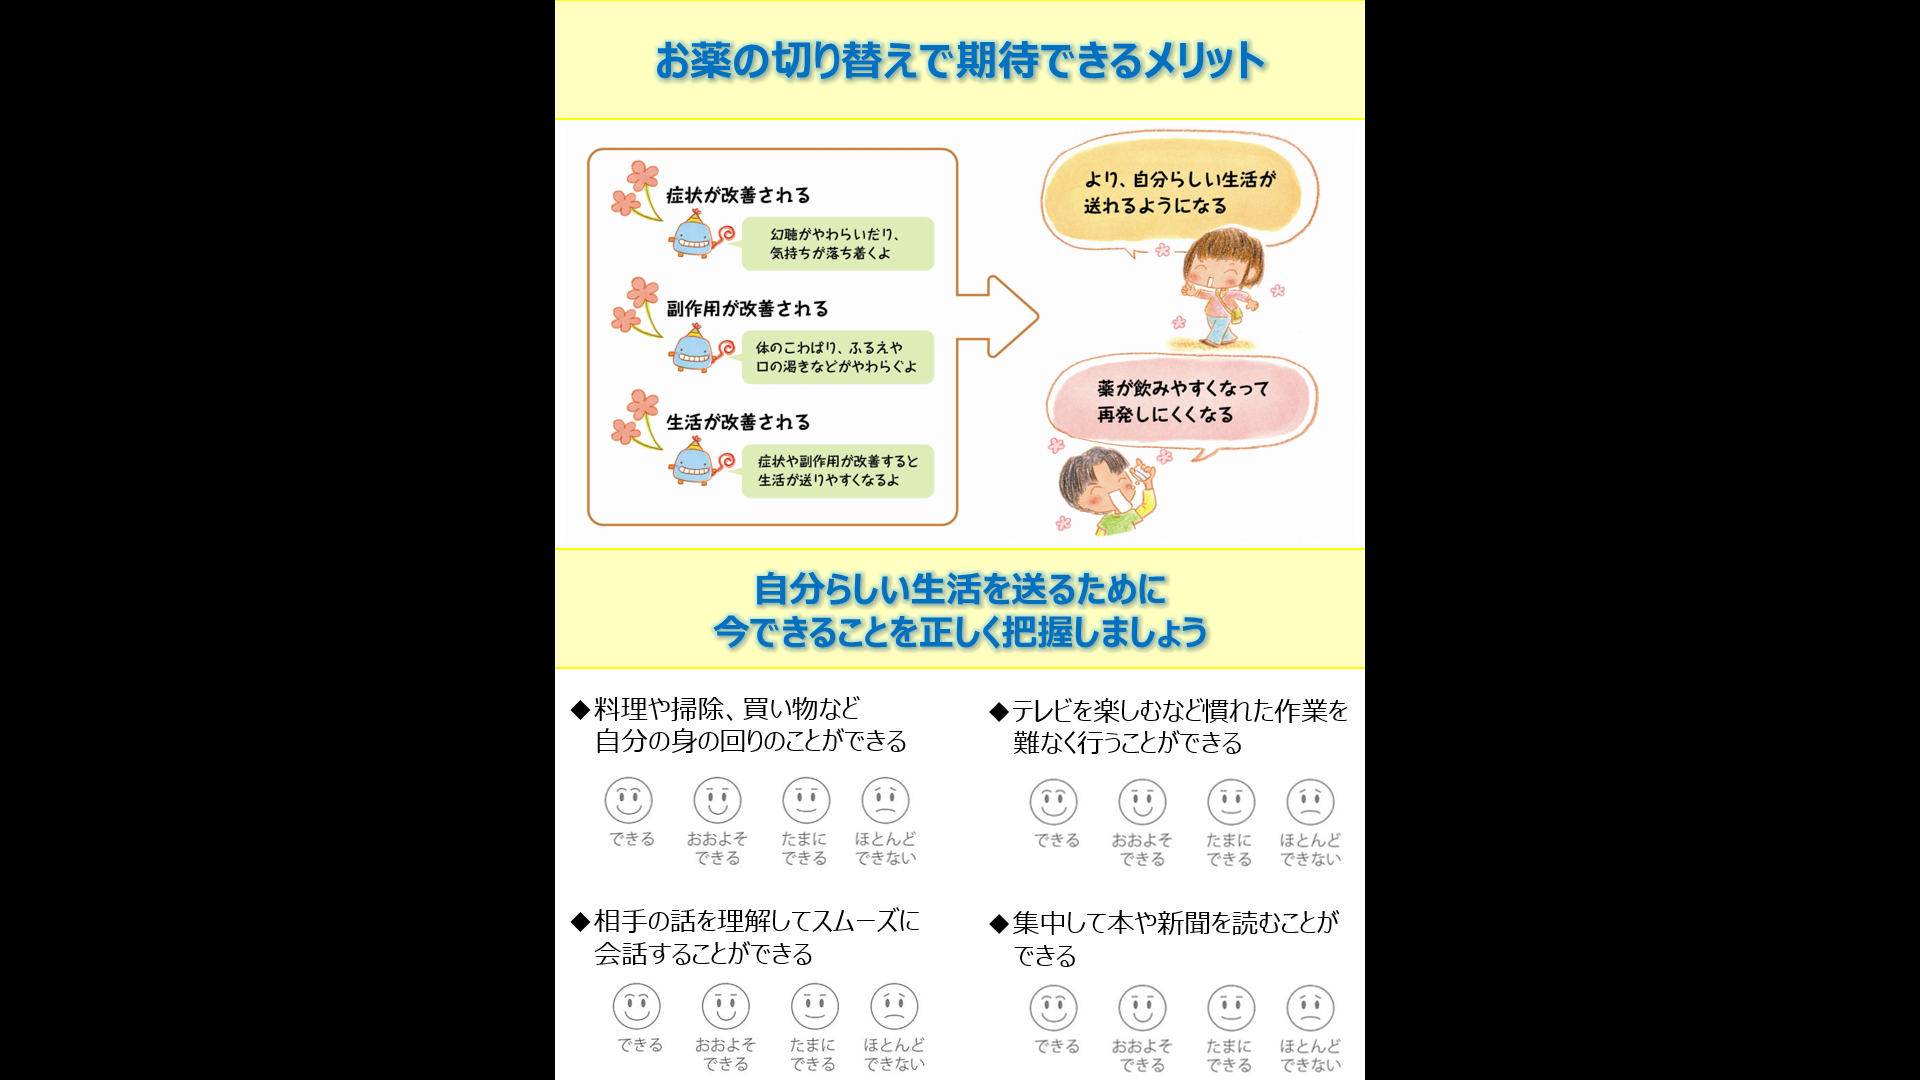 お薬の切り替えで期待できるメリット
症状が改善される
幻聴がやわらいだり、
気持ちが落ち着くよ
副作用が改善される
体のこわばり、ふるえや
口の渇きなどがやわらぐよ
生活が改善される
症状や副作用が改善すると
生活が送りやすくなるよ
より、自分らしい生活が
送れるようになる
薬が飲みやすくなって
再発しにくくなる
自分らしい生活を送るために
今できることを正しく把握しましょう
◆料理や掃除、買い物など
自分の身の回りのことができる
できる
おおよそ
できる
たまに
できる
ほとんど
できない
◆テレビを楽しむなど慣れた作業を
難なく行うことができる
できる
おおよそ
できる
たまに
できる
ほとんど
できない
◆相手の話を理解してスムーズに
会話することができる
できる
おおよそ
できる
たまに
できる
ほとんど
できない
◆集中して本や新聞を読むことが
できる
できる
おおよそ
できる
たまに
できる
ほとんど
できない